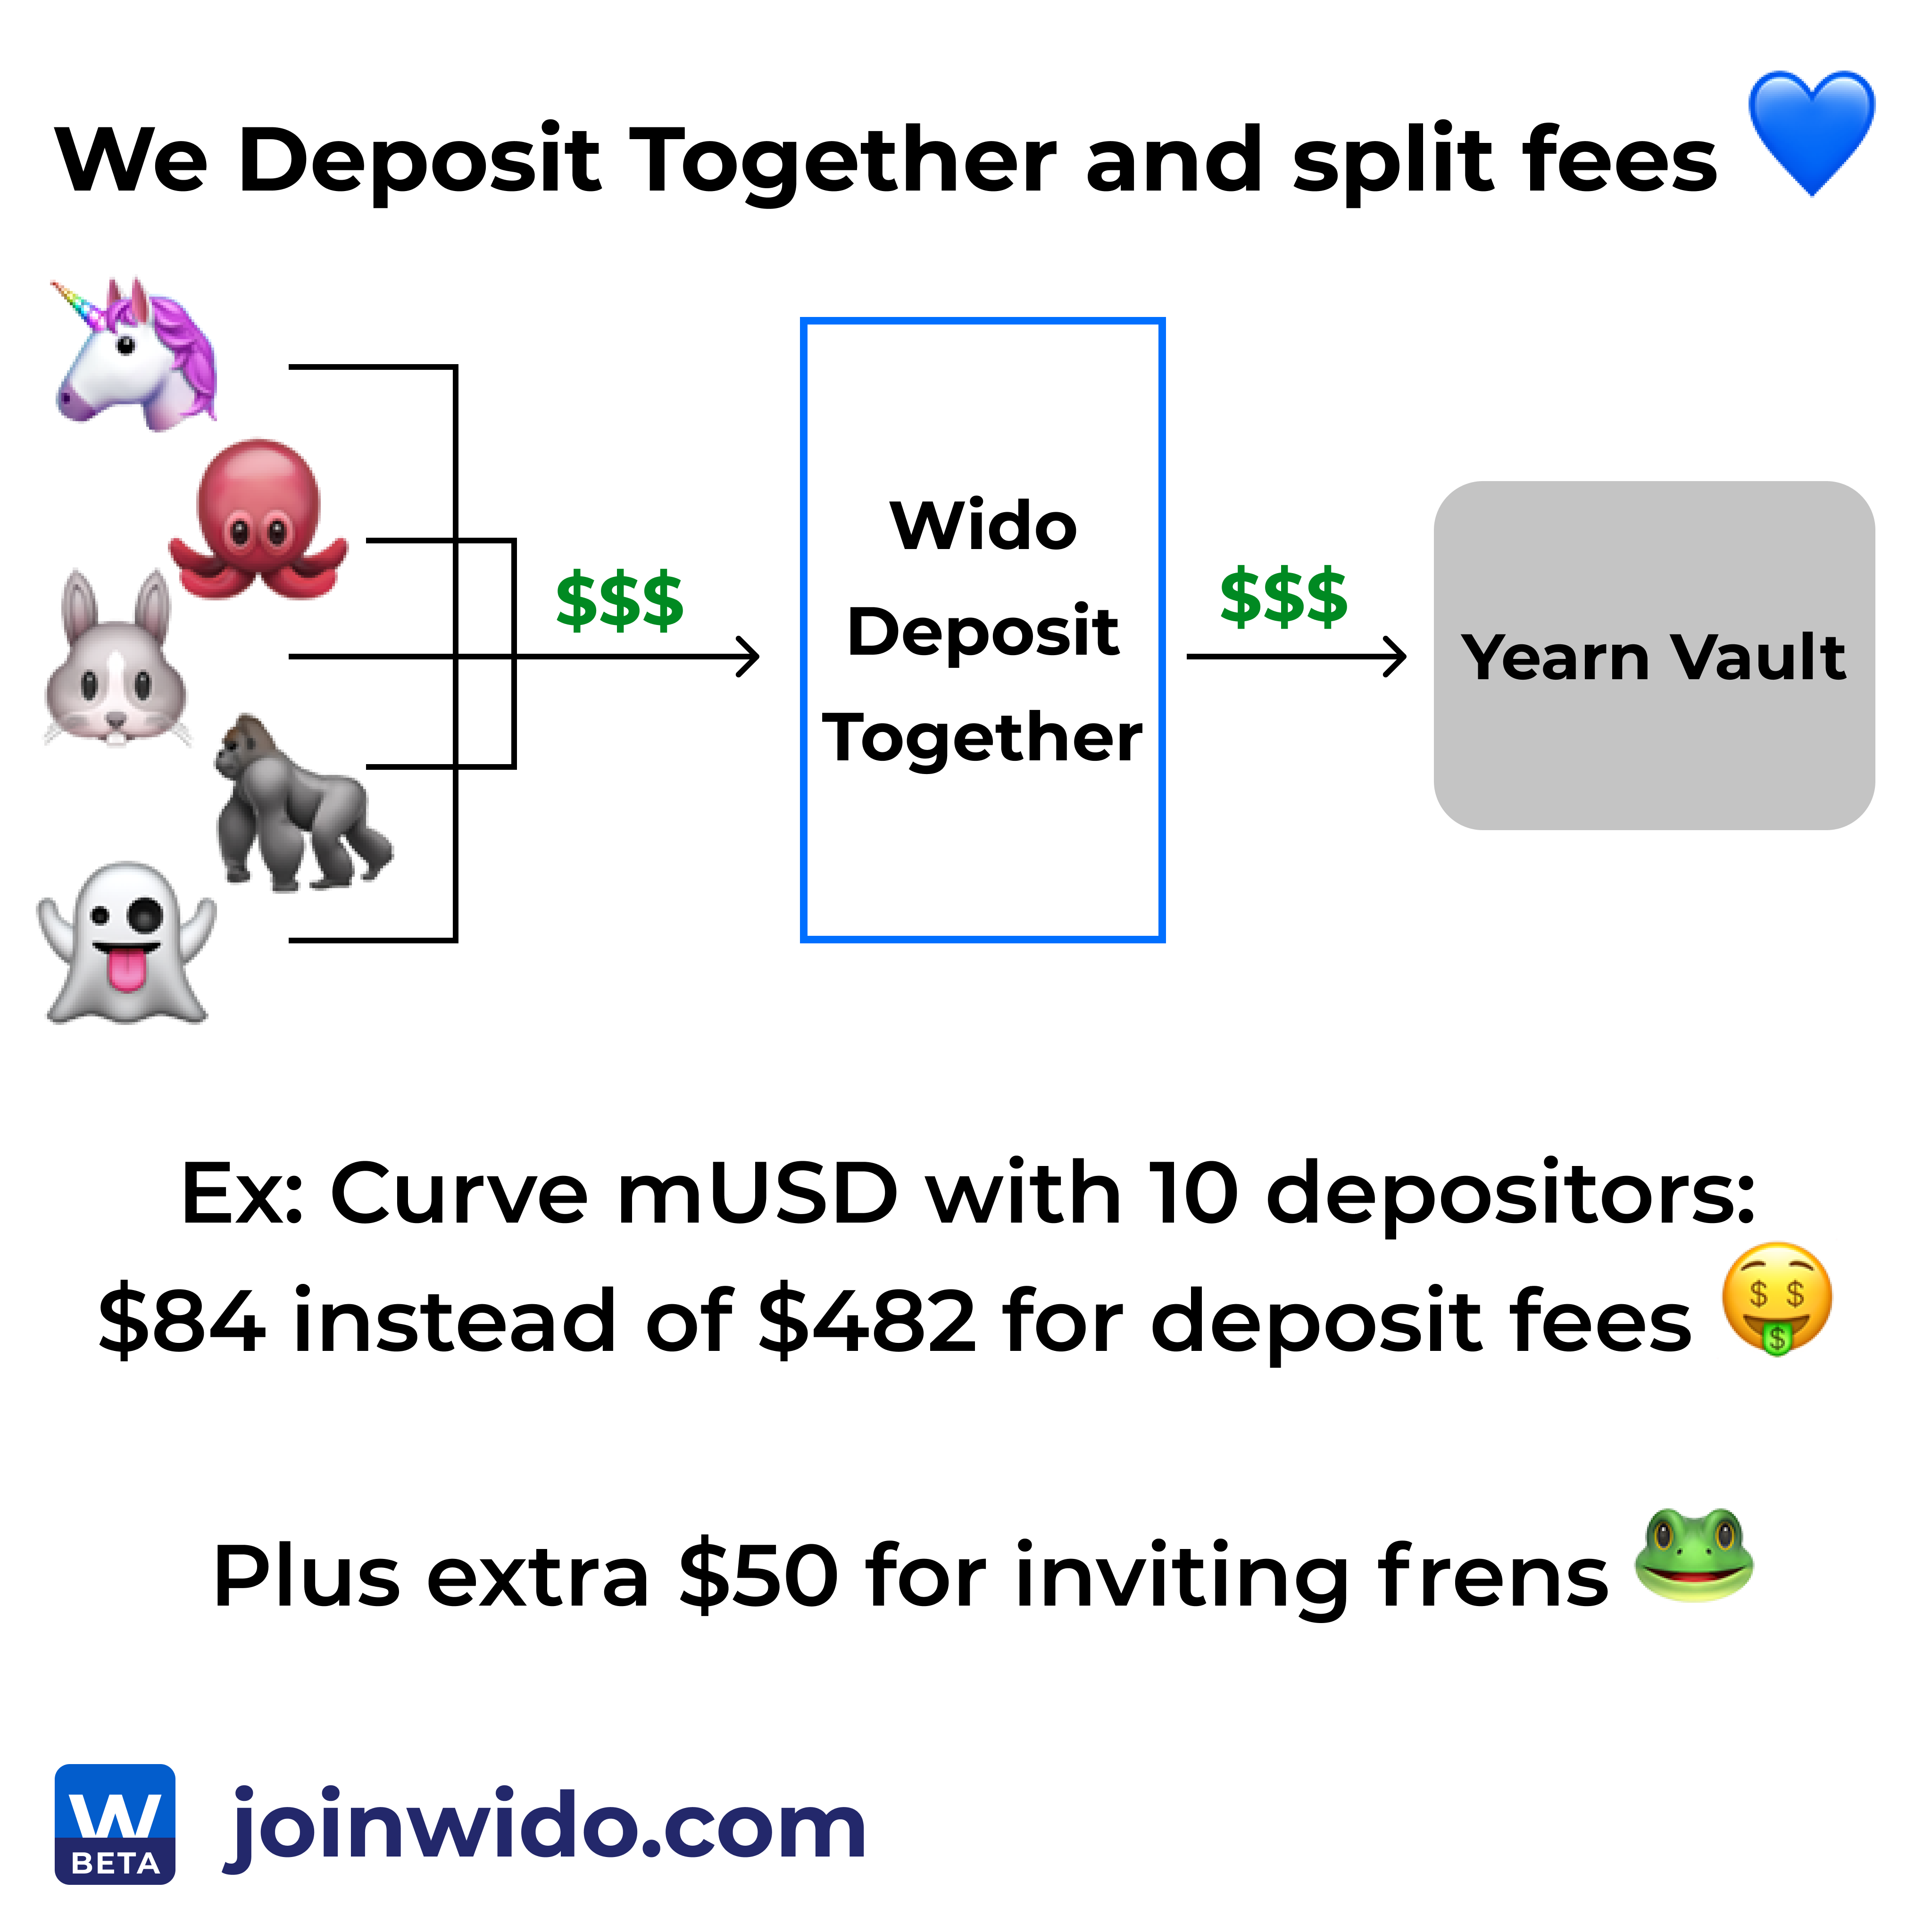 We Deposit Together and split fees 💙
$$$
Wido
Deposit
Together
$$$
Yearn Vault
Ex: Curve mUSD with 10 depositors:
$84 instead of $482 for deposit fees 🤑
Plus extra $50 for inviting frens 🐸
W
BETA
joinwido.com